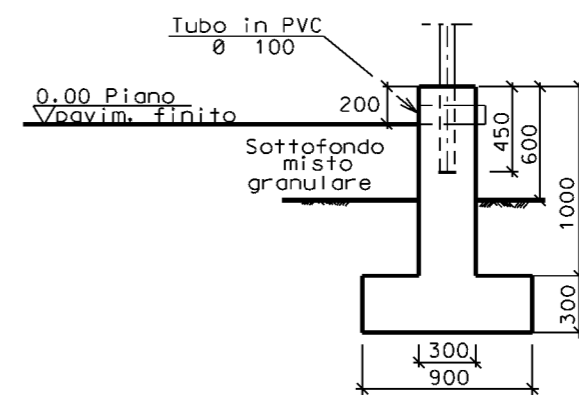 Tubo in PVC
Ø 100
0.00 Piano
pavim. finito
200
Sottofondo
misto
granulare
450
600
1000
300
300
900